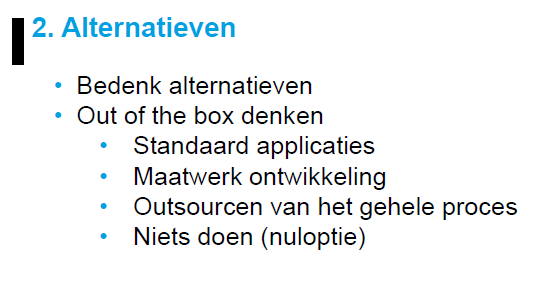 2. Alternatieven
• Bedenk alternatieven
• Out of the box denken
• Standaard applicaties
• Maatwerk ontwikkeling
• Outsourcen van het gehele proces
• Niets doen (nuloptie)